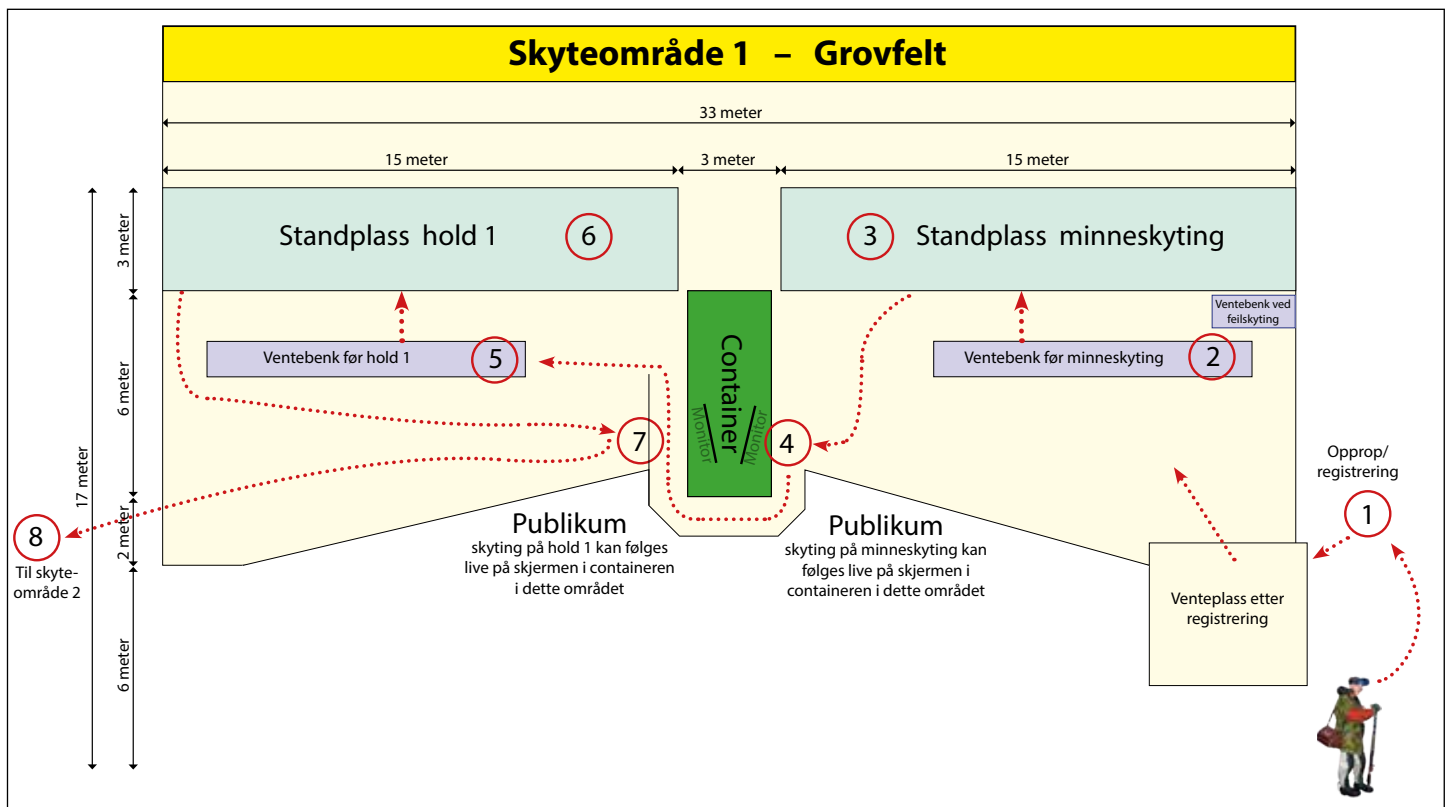 Skyteområde 1 – Grovfelt
33 meter
15 meter
3 meter
15 meter
17 meter
3 meter
6 meter
2 meter
6 meter
Standplass hold 1
6
3
Standplass minneskyting
Ventebenk ved
feilskyting
Ventebenk før hold 1
5
Container
Monitor
Monitor
Ventebenk før minneskyting
2
7
4
Opprop/
registrering
1
8
Til skyte-
område 2
Publikum
skyting på hold 1 kan følges
live på skjermen i containeren
i dette området
Publikum
skyting på minneskyting kan
følges live på skjermen i
containeren i dette området
Venteplass etter
registrering